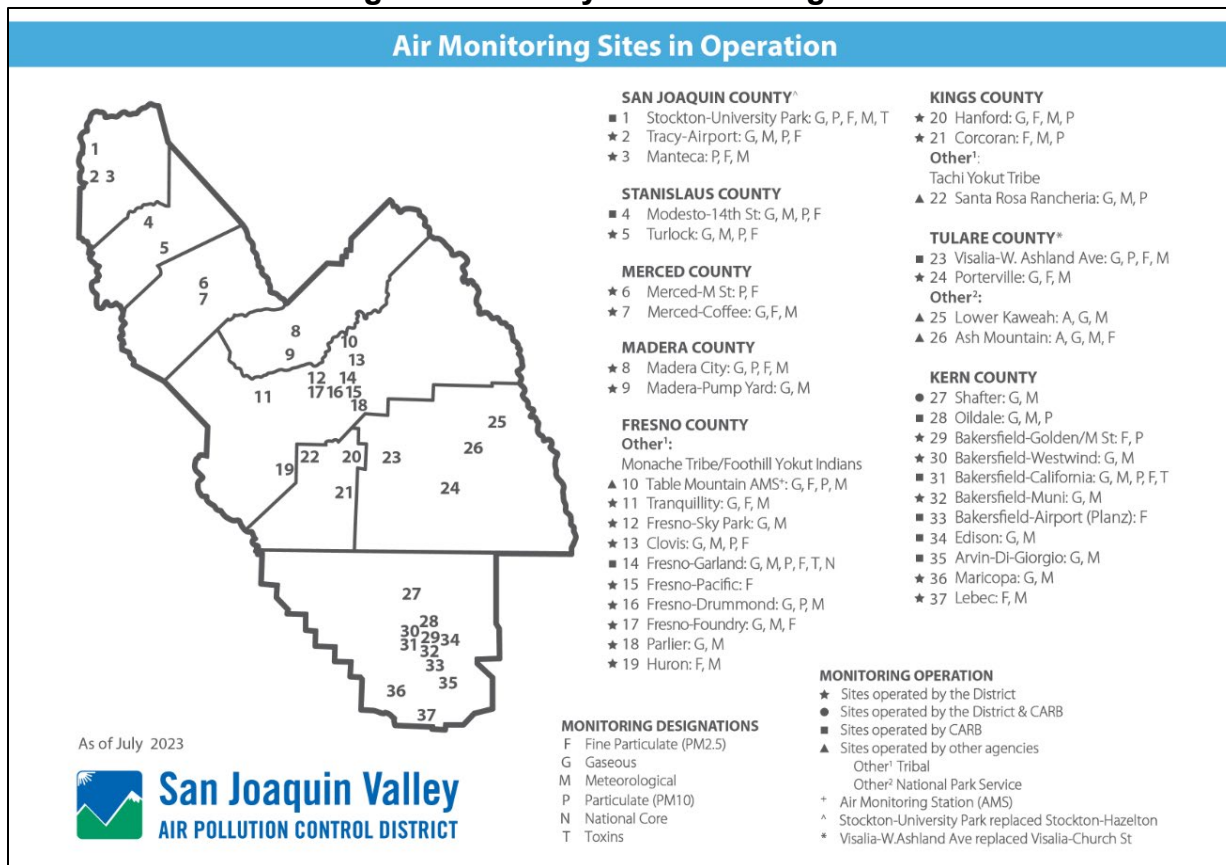 Air Monitoring Sites in Operation
1
2 3
4
5
6
7
8
9
10
13
12 14
11 17 16 15
18
25
26
19 22 20 23
21 24
27
28
30 29 34
31 32
33
36 35
37
As of July 2023
San Joaquin Valley
AIR POLLUTION CONTROL DISTRICT
SAN JOAQUIN COUNTY^
■ 1 Stockton-University Park: G, P, F, M, T
★ 2 Tracy-Airport: G, M, P, F
★ 3 Manteca: P, F, M
STANISLAUS COUNTY
■ 4 Modesto-14th St: G, M, P, F
★ 5 Turlock: G, M, P, F
MERCED COUNTY
★ 6 Merced-M St: P, F
★ 7 Merced-Coffee: G,F, M
MADERA COUNTY
★ 8 Madera City: G, P, F, M
★ 9 Madera-Pump Yard: G, M
FRESNO COUNTY
Other¹:
Monache Tribe/Foothill Yokut Indians
▲ 10 Table Mountain AMS⁺: G, F, P, M
★ 11 Tranquillity: G, F, M
★ 12 Fresno-Sky Park: G, M
★ 13 Clovis: G, M, P, F
■ 14 Fresno-Garland: G, M, P, F, T, N
★ 15 Fresno-Pacific: F
★ 16 Fresno-Drummond: G, P, M
★ 17 Fresno-Foundry: G, M, F
★ 18 Parlier: G, M
★ 19 Huron: F, M
KINGS COUNTY
★ 20 Hanford: G, F, M, P
★ 21 Corcoran: F, M, P
Other¹:
Tachi Yokut Tribe
▲ 22 Santa Rosa Rancheria: G, M, P
TULARE COUNTY*
■ 23 Visalia-W. Ashland Ave: G, P, F, M
★ 24 Porterville: G, F, M
Other²:
▲ 25 Lower Kaweah: A, G, M
▲ 26 Ash Mountain: A, G, M, F
KERN COUNTY
● 27 Shafter: G, M
■ 28 Oildale: G, M, P
★ 29 Bakersfield-Golden/M St: F, P
★ 30 Bakersfield-Westwind: G, M
■ 31 Bakersfield-California: G, M, P, F, T
★ 32 Bakersfield-Muni: G, M
■ 33 Bakersfield-Airport (Planz): F
■ 34 Edison: G, M
■ 35 Arvin-Di-Giorgio: G, M
★ 36 Maricopa: G, M
★ 37 Lebec: F, M
MONITORING DESIGNATIONS
F Fine Particulate (PM2.5)
G Gaseous
M Meteorological
P Particulate (PM10)
N National Core
T Toxins
MONITORING OPERATION
★ Sites operated by the District
● Sites operated by the District & CARB
■ Sites operated by CARB
▲ Sites operated by other agencies
Other¹ Tribal
Other² National Park Service
+ Air Monitoring Station (AMS)
^ Stockton-University Park replaced Stockton-Hazelton
* Visalia-W.Ashland Ave replaced Visalia-Church St